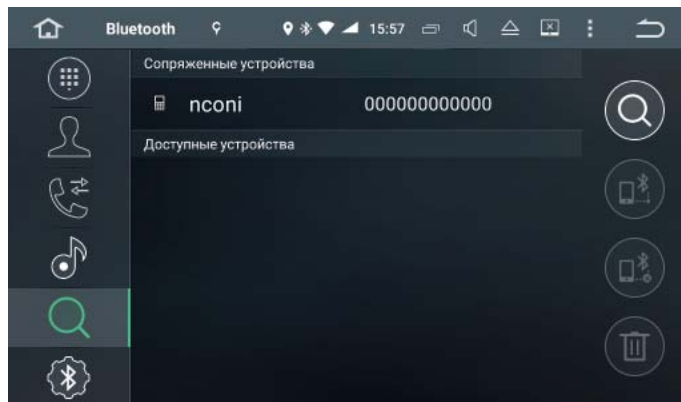 Bluetooth 15:57
Сопряженные устройства
nconi 000000000000
Доступные устройства